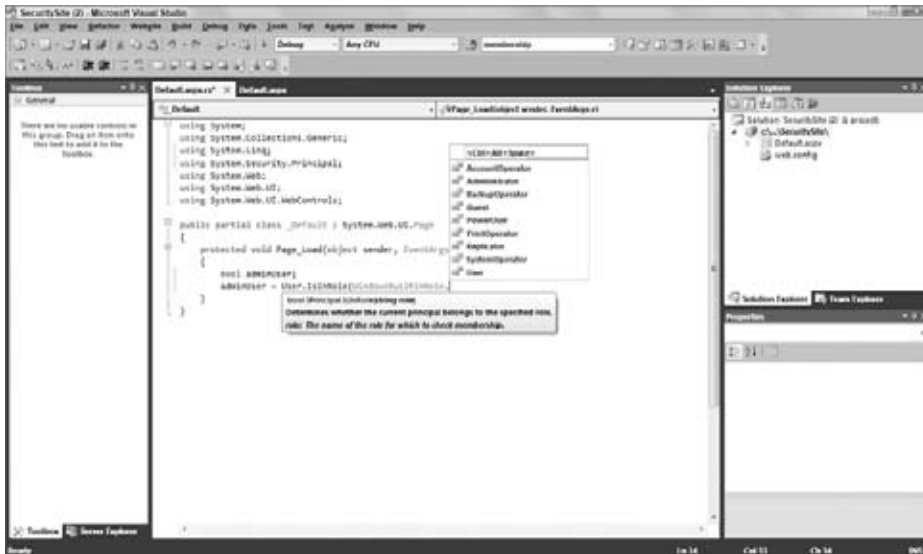 SecuritySite (2) - Microsoft Visual Studio
File Edit View Refactor Website Build Debug Data Tools Test Analyze Window Help
Debug Any CPU membership
Toolbox
General
There are no usable controls in
this group. Drag an item onto
this text to add it to the
toolbox.
Default.aspx.cs* Default.aspx
_Default Page_Load(object sender, EventArgs e)
using System;
using System.Collections.Generic;
using System.Linq;
using System.Security.Principal;
using System.Web;
using System.Web.UI;
using System.Web.UI.WebControls;
public partial class _Default : System.Web.UI.Page
{
protected void Page_Load(object sender, EventArgs
{
bool adminUser;
adminUser = User.IsInRole(WindowsBuiltInRole.
}
}
<Ctrl+Alt+Space>
AccountOperator
Administrator
BackupOperator
Guest
PowerUser
PrintOperator
Replicator
SystemOperator
User
bool IPrincipal.IsInRole(string role)
Determines whether the current principal belongs to the specified role.
role: The name of the role for which to check membership.
Solution Explorer
Solution 'SecuritySite (2)' (1 project)
C:\...\SecuritySite\
Default.aspx
web.config
Solution Explorer Team Explorer
Properties
Toolbox Server Explorer
Ready Ln 14 Col 51 Ch 54